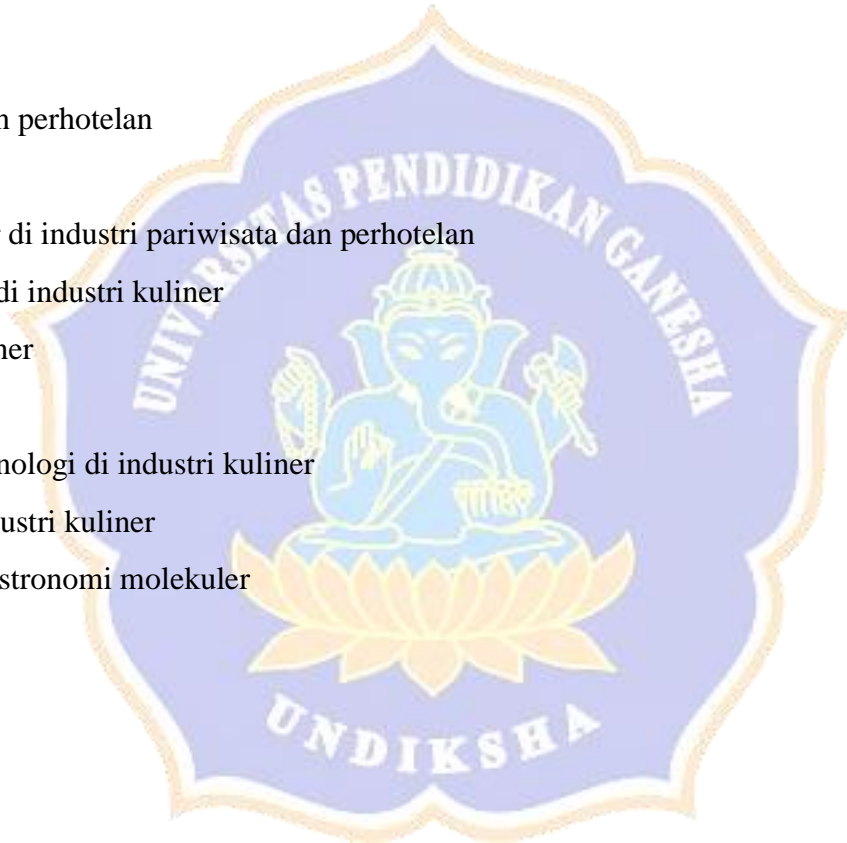 n perhotelan
di industri pariwisata dan perhotelan
di industri kuliner
ner
nologi di industri kuliner
ustri kuliner
stronomi molekuler
UNIVERSITAS PENDIDIKAN GANESHA
UNDIKSHA